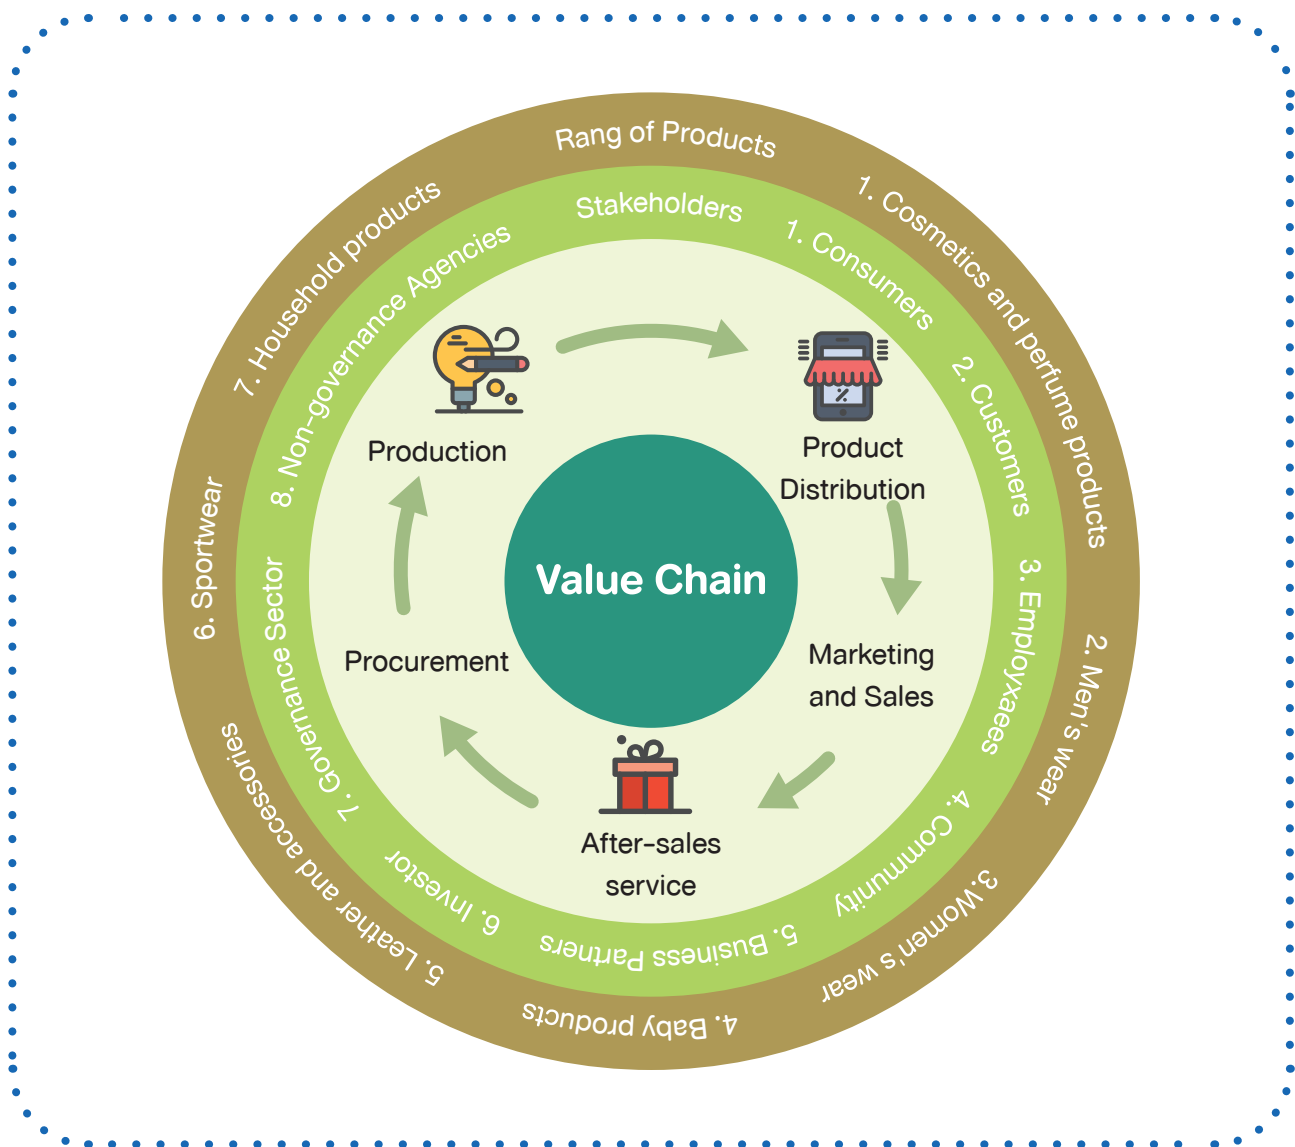 Rang of Products
1. Cosmetics and perfume products
2. Men's wear
3.Women's wear
4. Baby products
5. Leather and accessories
6. Sportwear
7. Household products
Stakeholders
1. Consumers
2. Customers
3. Employxaees
4. Community
5. Business Partners
6. Investor
7. Governance Sector
8. Non-governance Agencies
Production
Product
Distribution
Marketing
and Sales
After-sales
service
Procurement
Value Chain